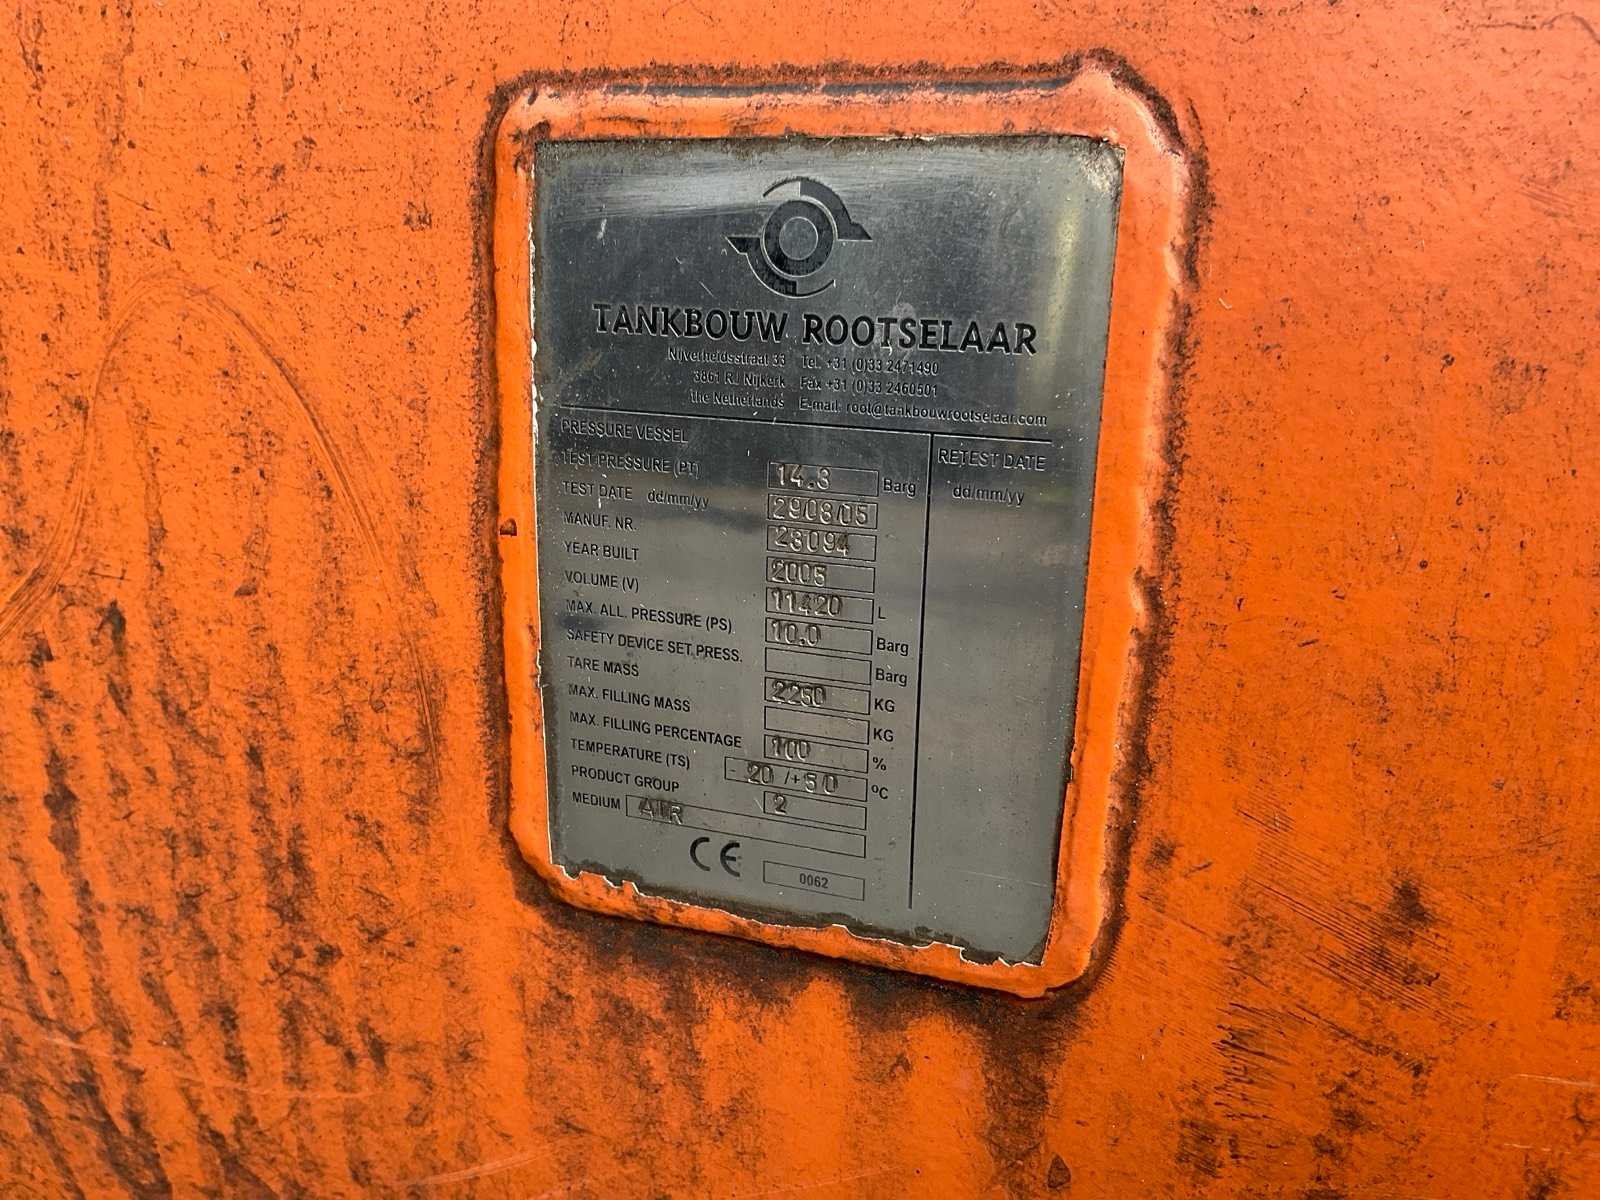 TANKBOUW ROOTSELAAR
Nijverheidsstraat 33 Tel. +31 (0)33 2471490
3861 RJ Nijkerk Fax +31 (0)33 2460501
the Netherlands E-mail: root@tankbouwrootselaar.com
PRESSURE VESSEL
TEST PRESSURE (PT) 14.3 Barg
TEST DATE dd/mm/yy 29/08/05
MANUF. NR. 23094
YEAR BUILT 2005
VOLUME (V) 11420 L
MAX. ALL. PRESSURE (PS) 10.0 Barg
SAFETY DEVICE SET PRESS. Barg
TARE MASS 2250 KG
MAX. FILLING MASS KG
MAX. FILLING PERCENTAGE 100 %
TEMPERATURE (TS) -20 /+50 ºC
PRODUCT GROUP 2
MEDIUM AIR
CE 0062
RETEST DATE
dd/mm/yy